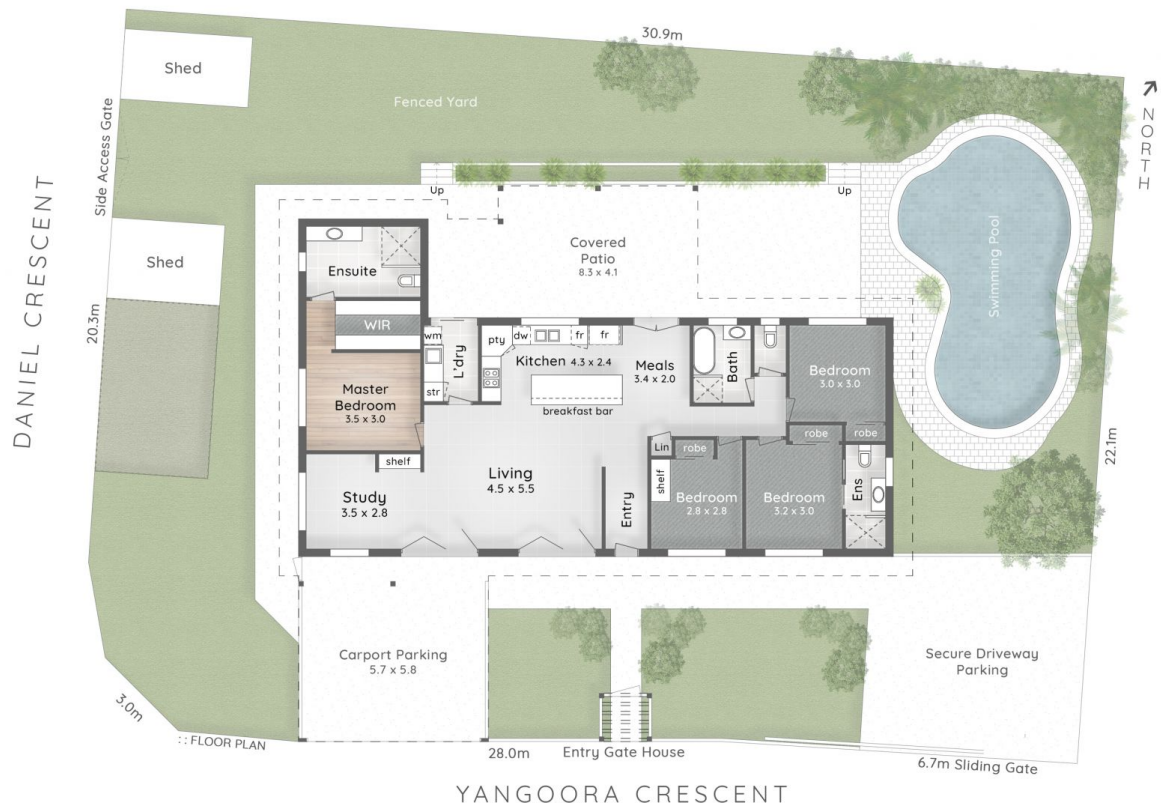 30.9m
Shed
Fenced Yard
NORTH
Side Access Gate
DANIEL CRESCENT
Up
Up
Swimming Pool
Covered
Patio
8.3 x 4.1
Shed
Ensuite
20.3m
WIR
wm
L'dry
str
pty
dw
fr
fr
Kitchen 4.3 x 2.4
Meals
3.4 x 2.0
Bath
Bedroom
3.0 x 3.0
Master
Bedroom
3.5 x 3.0
breakfast bar
robe
robe
Lin
robe
22.1m
shelf
Living
4.5 x 5.5
shelf
Study
3.5 x 2.8
Entry
Bedroom
2.8 x 2.8
Bedroom
3.2 x 3.0
Ens
Carport Parking
5.7 x 5.8
Secure Driveway
Parking
3.0m
:: FLOOR PLAN
28.0m
Entry Gate House
6.7m Sliding Gate
YANGOORA CRESCENT